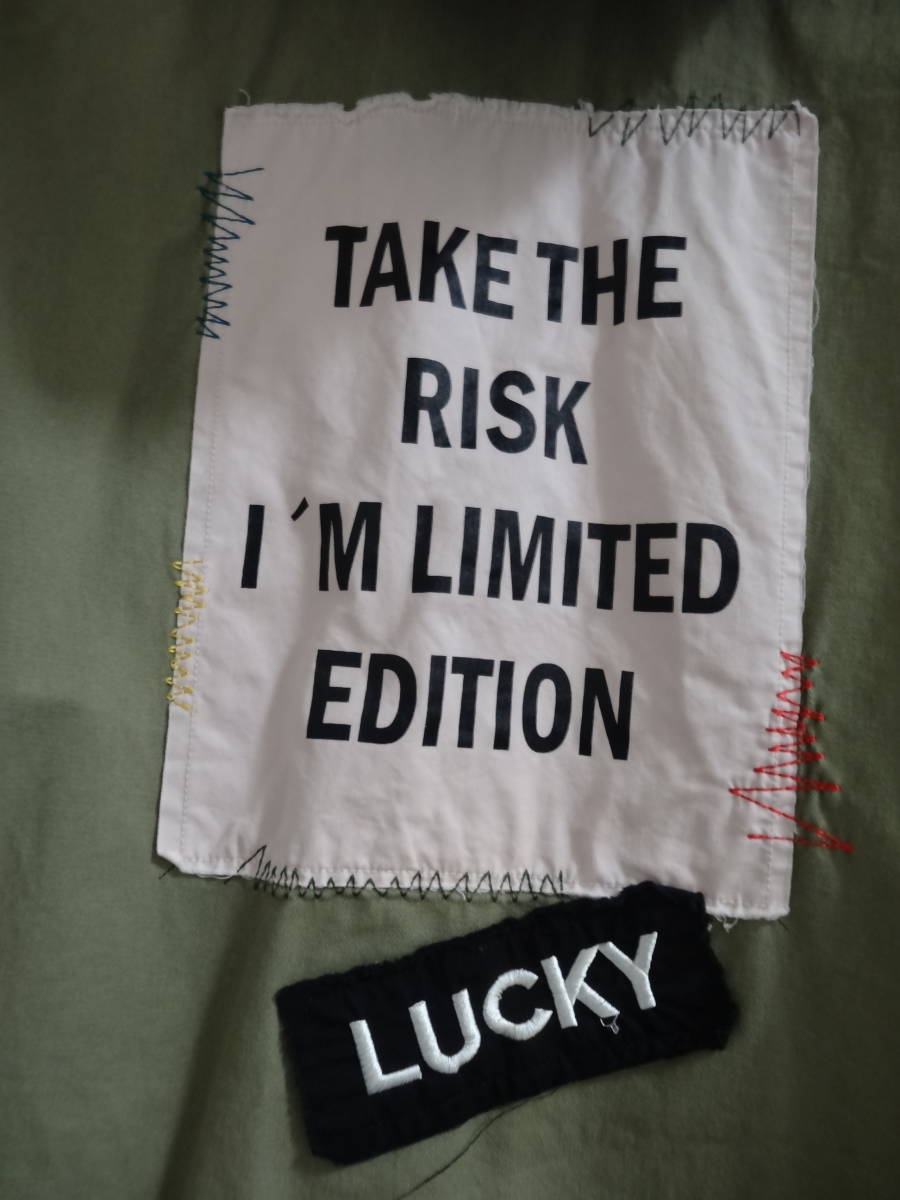 TAKE THE
RISK
I ´M LIMITED
EDITION
LUCKY